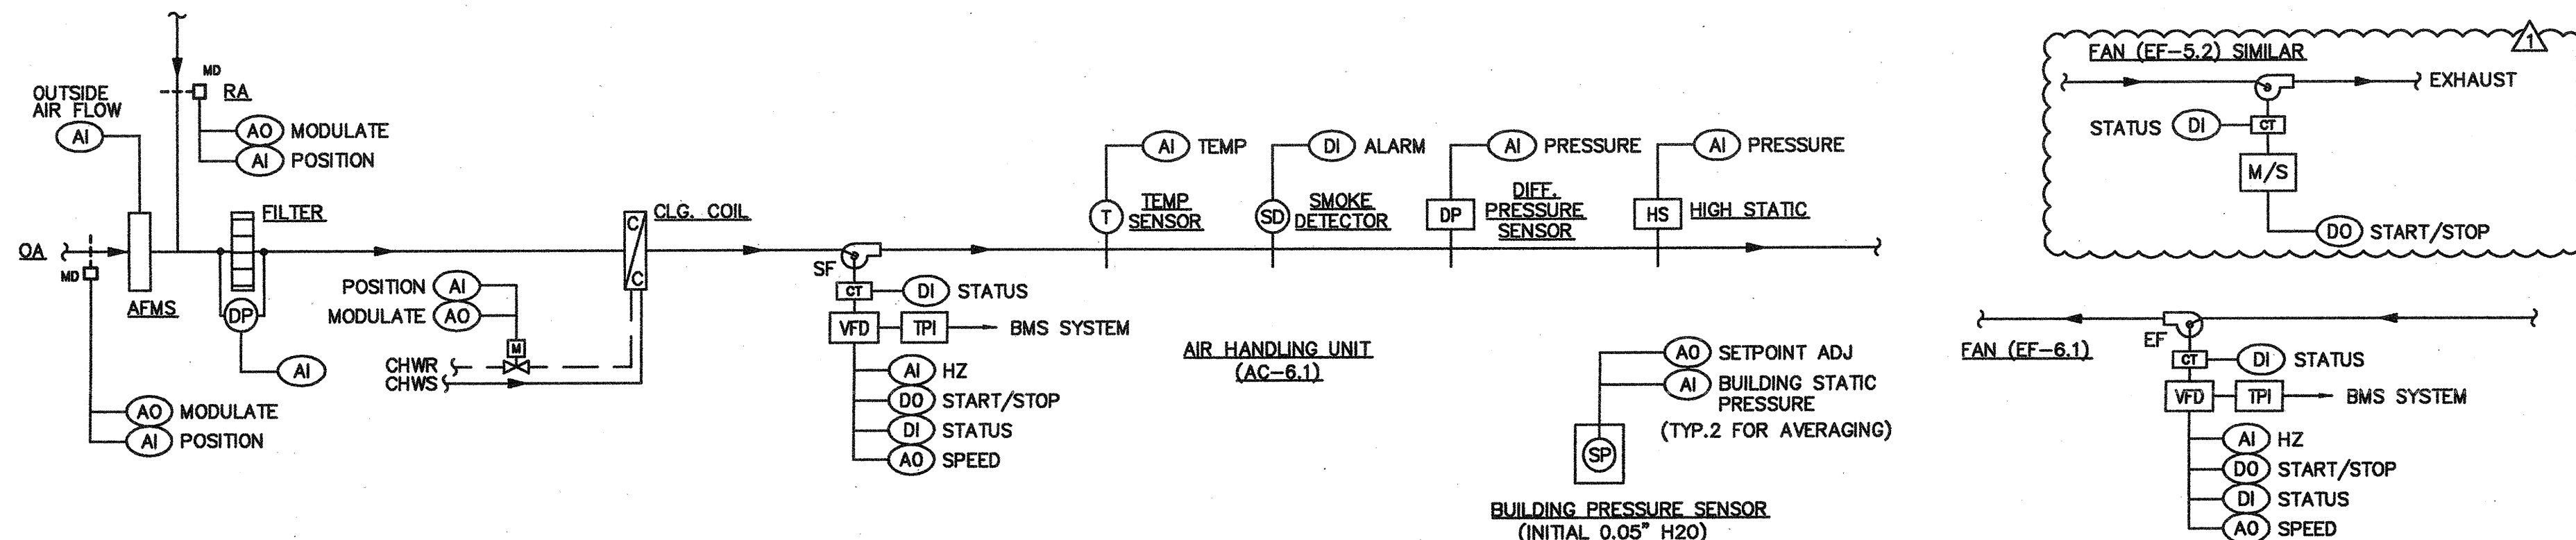 MD
RA
OUTSIDE
AIR FLOW
AI
AO MODULATE
AI POSITION
OA
MD
AFMS
FILTER
DP
AI
AO MODULATE
AI POSITION
CLG. COIL
C
C
POSITION AI
MODULATE AO
M
CHWR
CHWS
SF
CT DI STATUS
VFD TPI BMS SYSTEM
AI HZ
DO START/STOP
DI STATUS
AO SPEED
AI TEMP
T TEMP
SENSOR
DI ALARM
SD SMOKE
DETECTOR
AI PRESSURE
DP DIFF.
PRESSURE
SENSOR
AI PRESSURE
HS HIGH STATIC
AIR HANDLING UNIT
(AC-6.1)
AO SETPOINT ADJ
AI BUILDING STATIC
PRESSURE
(TYP.2 FOR AVERAGING)
SP
BUILDING PRESSURE SENSOR
(INITIAL 0.05" H2O)
1
FAN (EF-5.2) SIMILAR
EXHAUST
STATUS DI CT
M/S
DO START/STOP
FAN (EF-6.1)
EF
CT DI STATUS
VFD TPI BMS SYSTEM
AI HZ
DO START/STOP
DI STATUS
AO SPEED